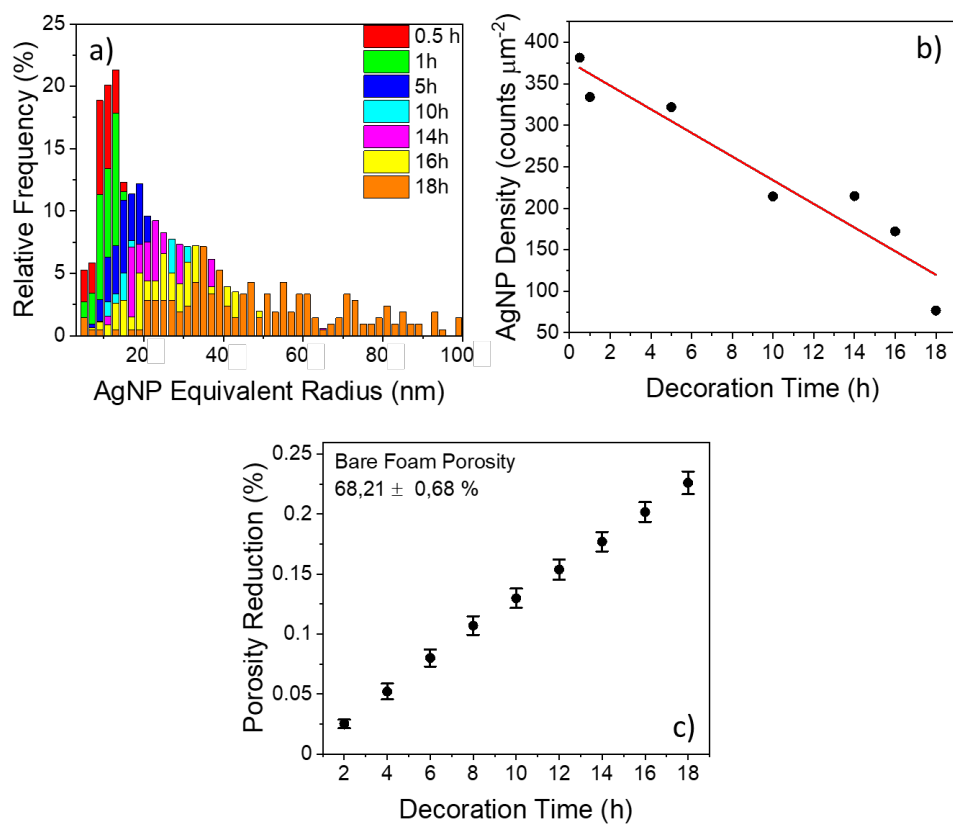 a)
25
20
15
10
5
0
Relative Frequency (%)
0.5 h
1h
5h
10h
14h
16h
18h
20 40 60 80 100
AgNP Equivalent Radius (nm)
b)
400
350
300
250
200
150
100
50
AgNP Density (counts μm⁻²)
0 2 4 6 8 10 12 14 16 18
Decoration Time (h)
c)
Bare Foam Porosity
68,21 ± 0,68 %
0.25
0.2
0.15
0.1
0.05
0
Porosity Reduction (%)
2 4 6 8 10 12 14 16 18
Decoration Time (h)